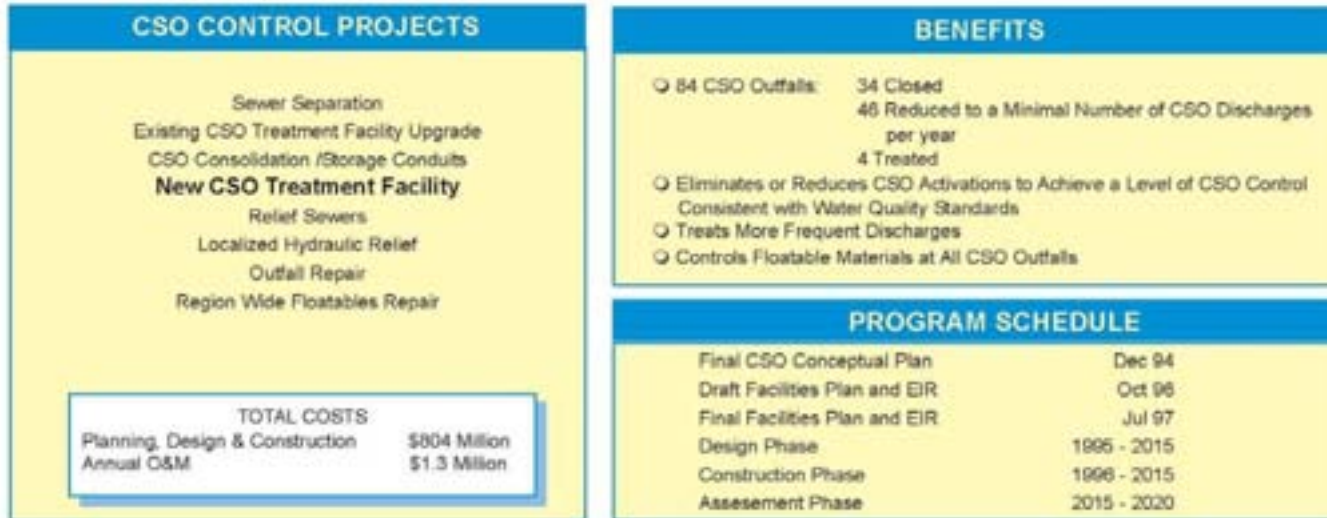 CSO CONTROL PROJECTS
Sewer Separation
Existing CSO Treatment Facility Upgrade
CSO Consolidation /Storage Conduits
New CSO Treatment Facility
Relief Sewers
Localized Hydraulic Relief
Outfall Repair
Region Wide Floatables Repair
TOTAL COSTS
Planning, Design & Construction $804 Million
Annual O&M $1.3 Million
BENEFITS
84 CSO Outfalls: 34 Closed
46 Reduced to a Minimal Number of CSO Discharges
per year
4 Treated
Eliminates or Reduces CSO Activations to Achieve a Level of CSO Control
Consistent with Water Quality Standards
Treats More Frequent Discharges
Controls Floatable Materials at All CSO Outfalls
PROGRAM SCHEDULE
Final CSO Conceptual Plan Dec 94
Draft Facilities Plan and EIR Oct 96
Final Facilities Plan and EIR Jul 97
Design Phase 1995 - 2015
Construction Phase 1996 - 2015
Assesement Phase 2015 - 2020